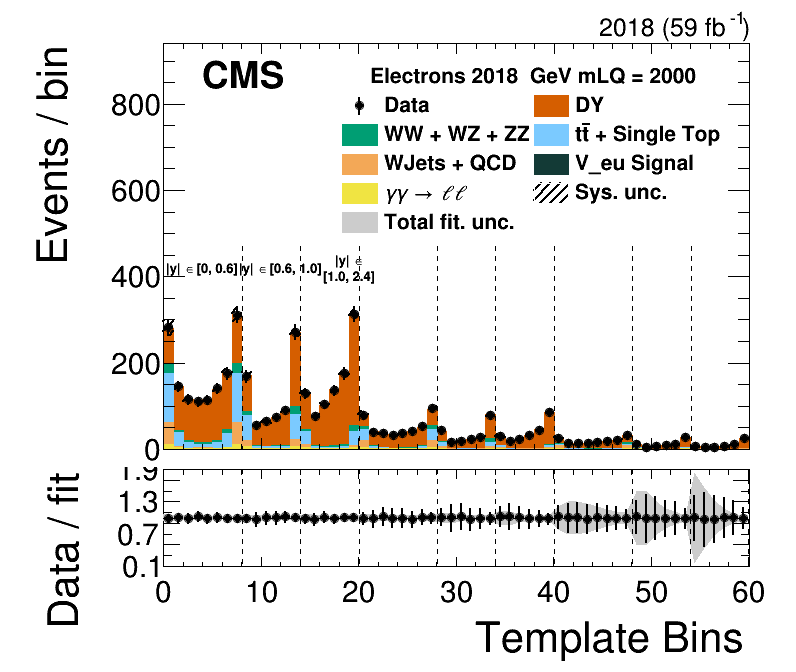 2018 (59 fb⁻¹)
CMS
Electrons 2018 GeV mLQ = 2000
Data
DY
WW + WZ + ZZ
tt̄ + Single Top
WJets + QCD
V_eu Signal
γγ → ℓℓ
Sys. unc.
Total fit. unc.
Events / bin
800
600
400
200
0
|y| ∈ [0, 0.6]
|y| ∈ [0.6, 1.0]
|y| ∈
[1.0, 2.4]
Data / fit
1.9
1.3
0.7
0.1
0 10 20 30 40 50 60
Template Bins